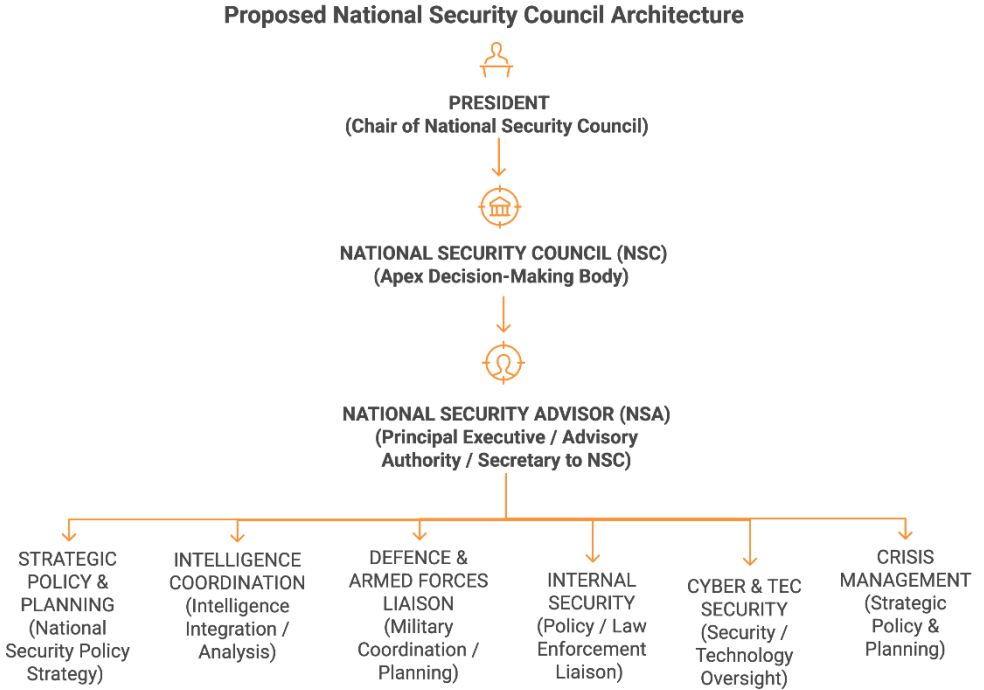 Proposed National Security Council Architecture
PRESIDENT
(Chair of National Security Council)
NATIONAL SECURITY COUNCIL (NSC)
(Apex Decision-Making Body)
NATIONAL SECURITY ADVISOR (NSA)
(Principal Executive / Advisory
Authority / Secretary to NSC)
STRATEGIC
POLICY &
PLANNING
(National
Security Policy
Strategy)
INTELLIGENCE
COORDINATION
(Intelligence
Integration /
Analysis)
DEFENCE &
ARMED FORCES
LIAISON
(Military
Coordination /
Planning)
INTERNAL
SECURITY
(Policy / Law
Enforcement
Liaison)
CYBER & TEC
SECURITY
(Security /
Technology
Oversight)
CRISIS
MANAGEMENT
(Strategic
Policy &
Planning)